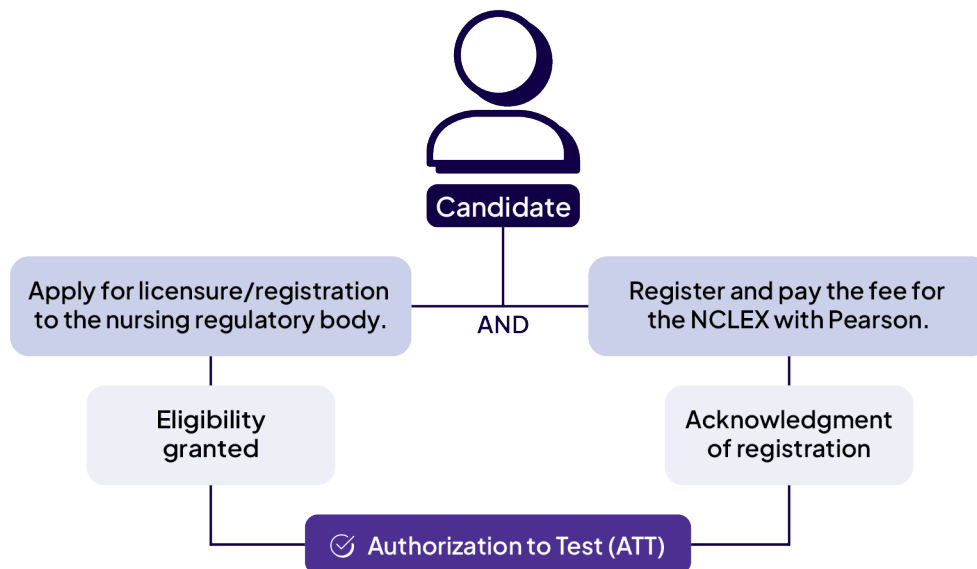 Candidate
Apply for licensure/registration
to the nursing regulatory body.
AND
Register and pay the fee for
the NCLEX with Pearson.
Eligibility
granted
Acknowledgment
of registration
Authorization to Test (ATT)